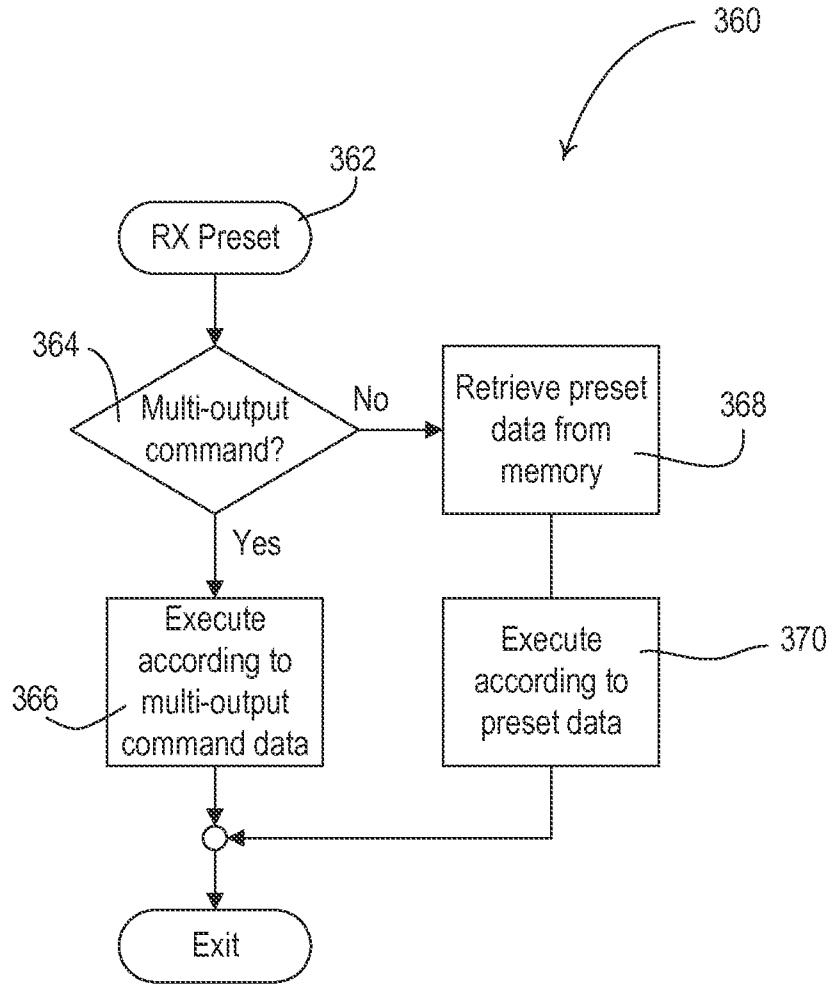 360
362
RX Preset
364
Multi-output
command?
No
Retrieve preset
data from
memory
368
Yes
Execute
according to
multi-output
command data
366
Execute
according to
preset data
370
Exit